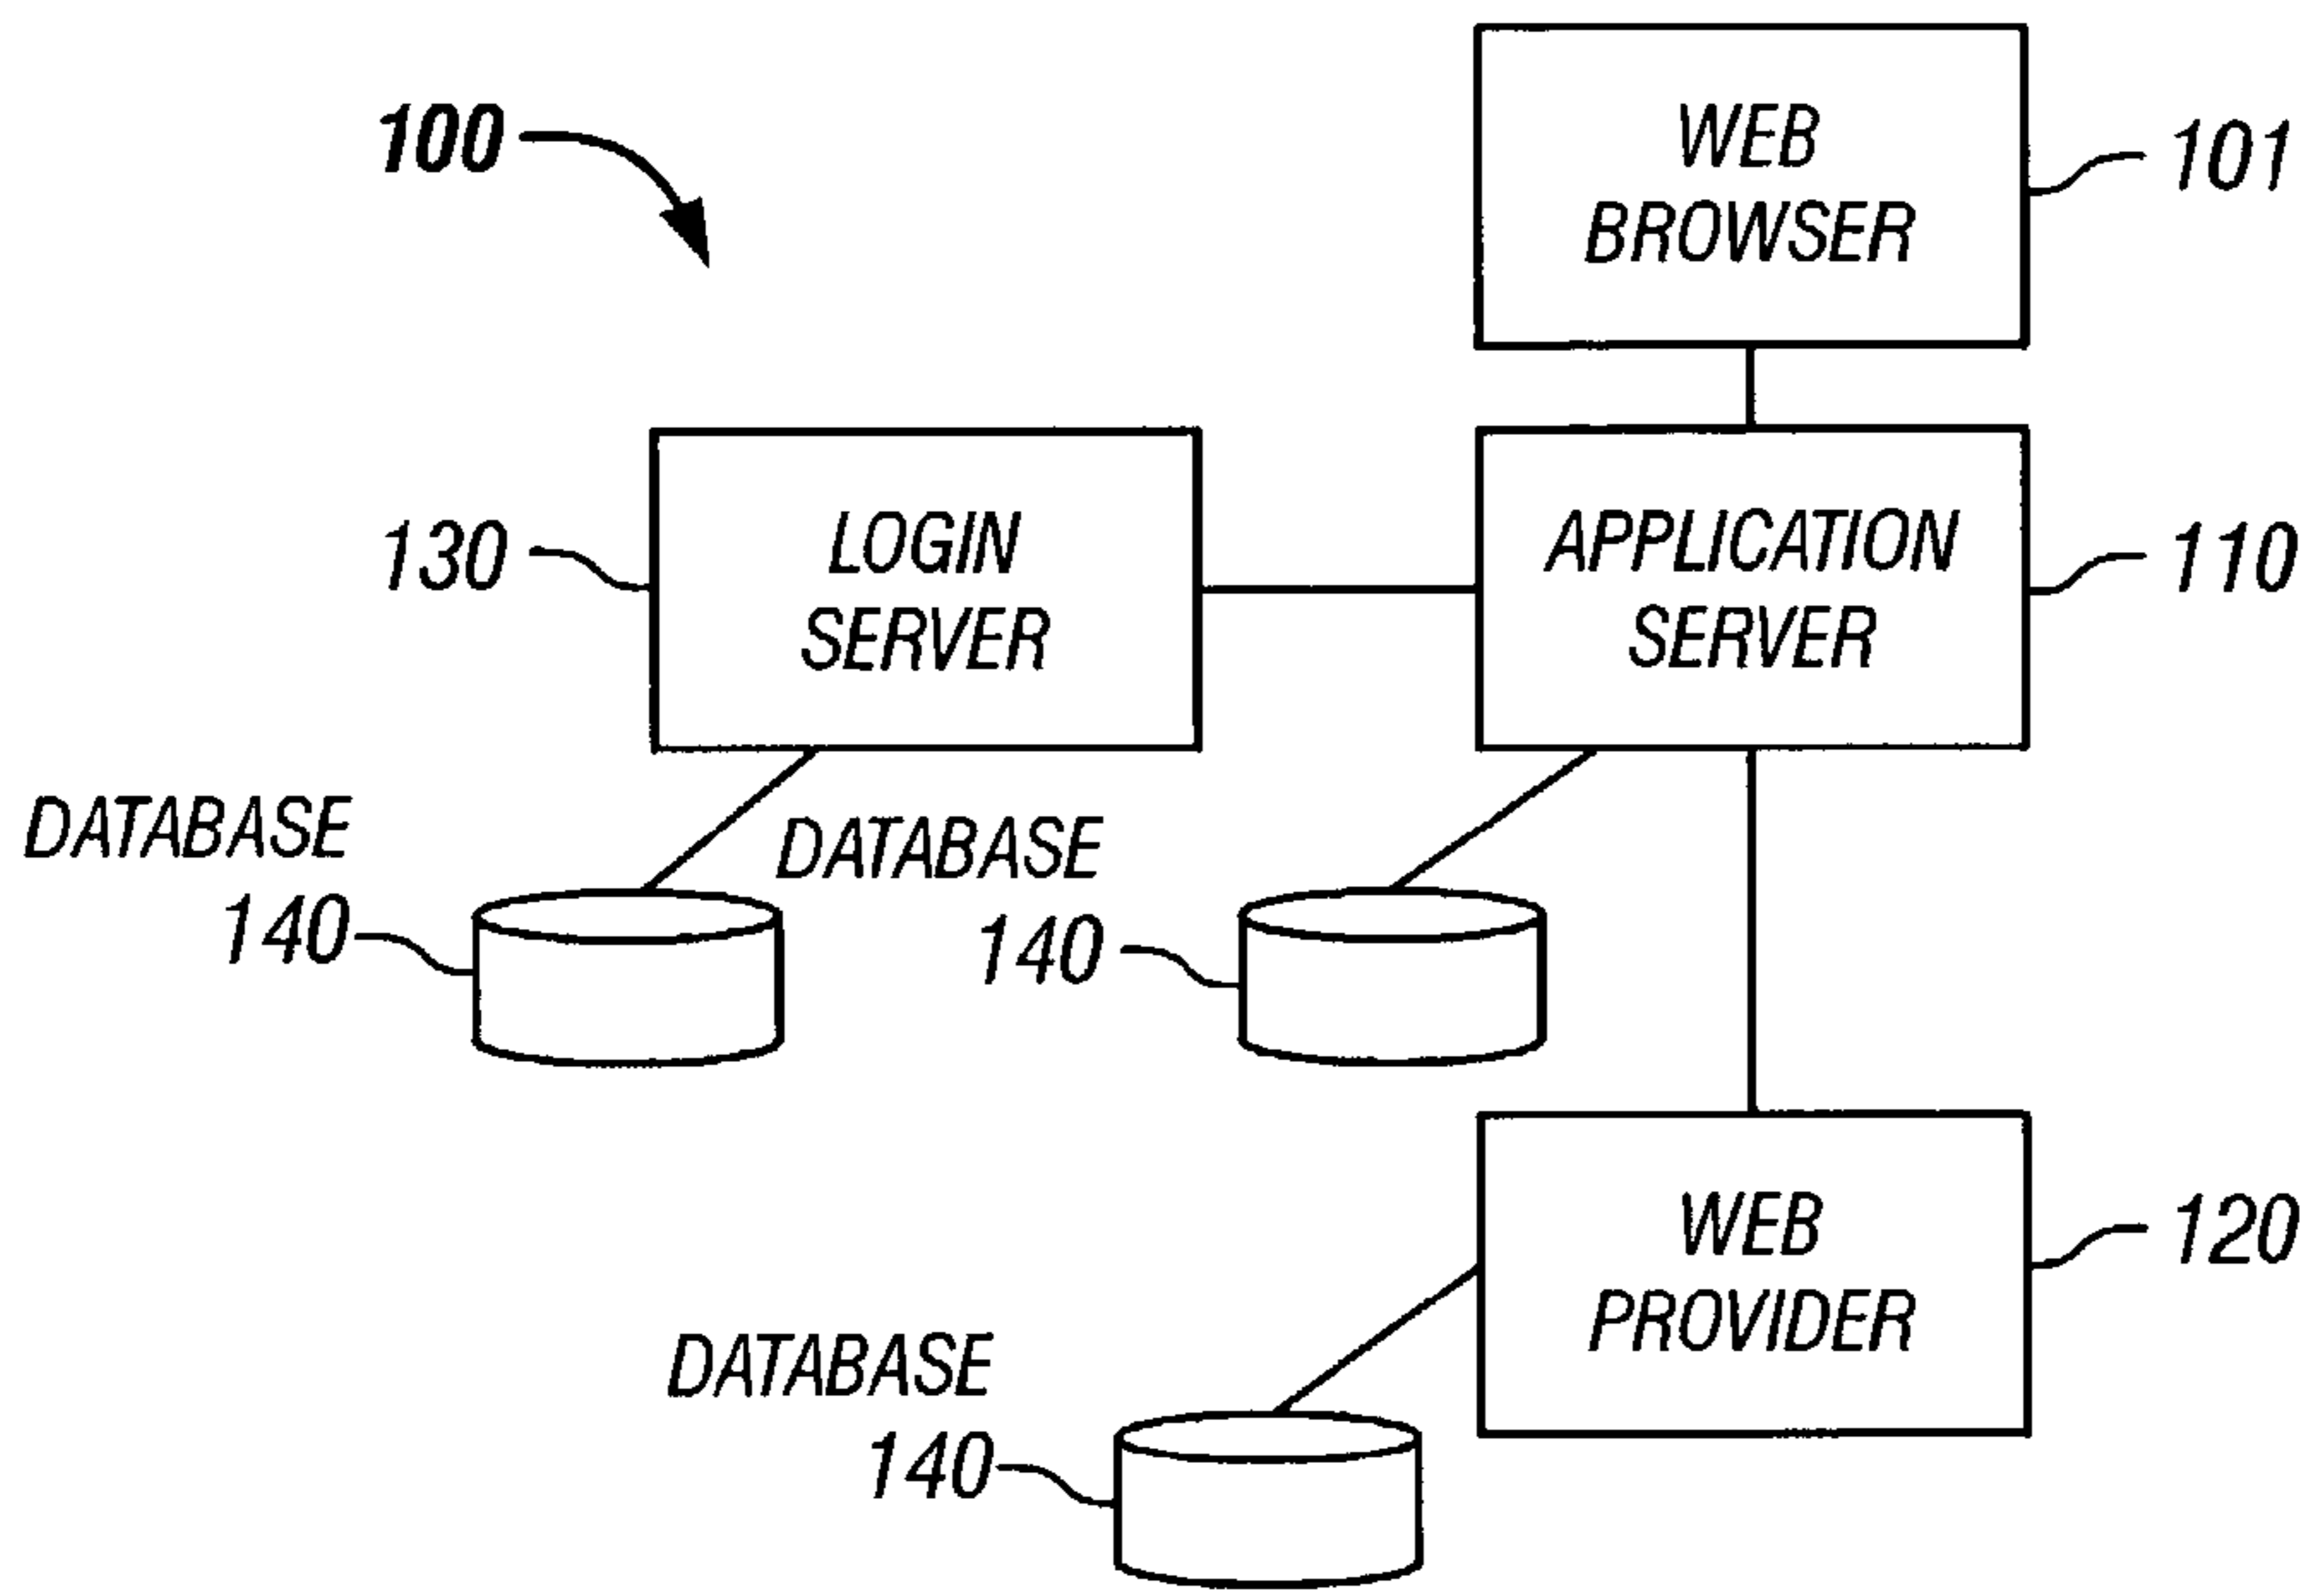 100
WEB
BROWSER
101
LOGIN
SERVER
130
APPLICATION
SERVER
110
DATABASE
140
DATABASE
140
WEB
PROVIDER
120
DATABASE
140